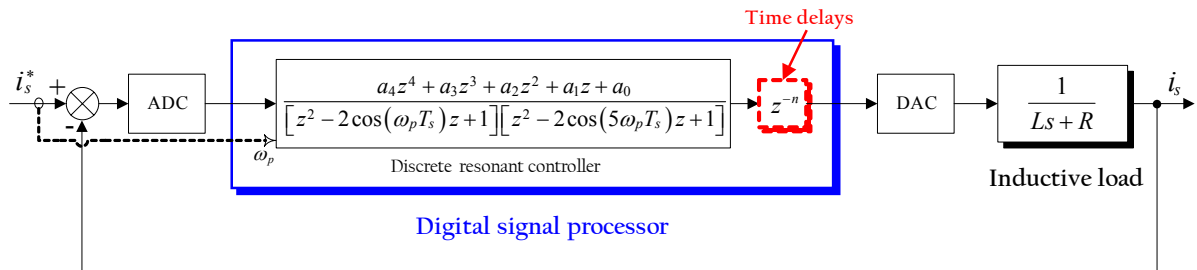 Time delays
i_s^*
+
-
ADC
a_4z^4 + a_3z^3 + a_2z^2 + a_1z + a_0
[z^2 − 2cos(ω_pT_s)z + 1][z^2 − 2cos(5ω_pT_s)z + 1]
z^{-n}
DAC
1
Ls + R
i_s
ω_p
Discrete resonant controller
Inductive load
Digital signal processor